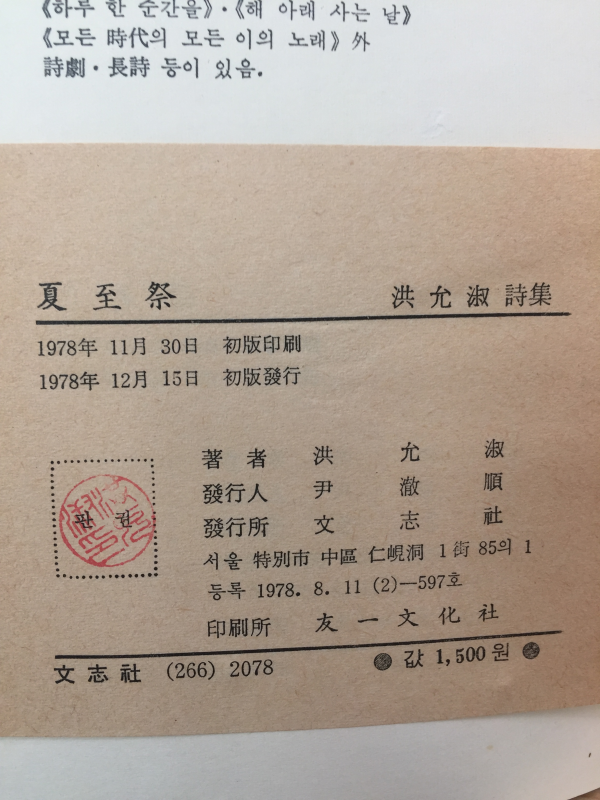 《하루 한 순간을》·《해 아래 사는 날》
《모든 時代의 모든 이의 노래》外
詩劇·長詩 등이 있음.
夏至祭 洪允淑 詩集
1978年 11月 30日 初版印刷
1978年 12月 15日 初版發行
著者 洪允淑
發行人 尹澈順
發行所 文志社
서울 特別市 中區 仁峴洞 1街 85의 1
등록 1978. 8. 11 (2)—597호
印刷所 友一文化社
판권
文志社 (266) 2078 값 1,500원